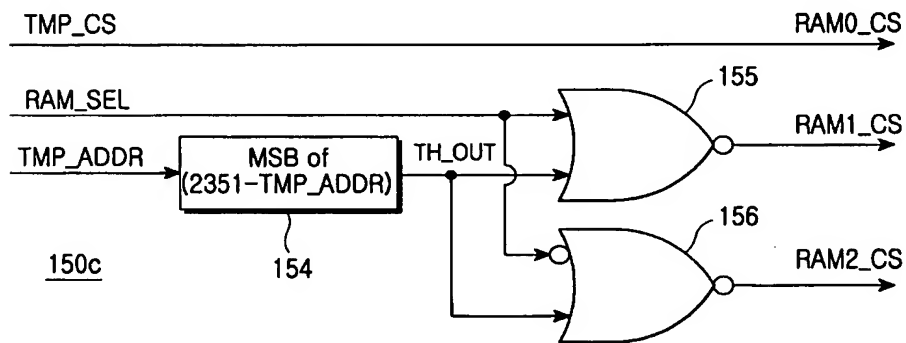 TMP_CS
RAM0_CS
RAM_SEL
155
RAM1_CS
TMP_ADDR
MSB of
(2351-TMP_ADDR)
TH_OUT
154
156
RAM2_CS
150c